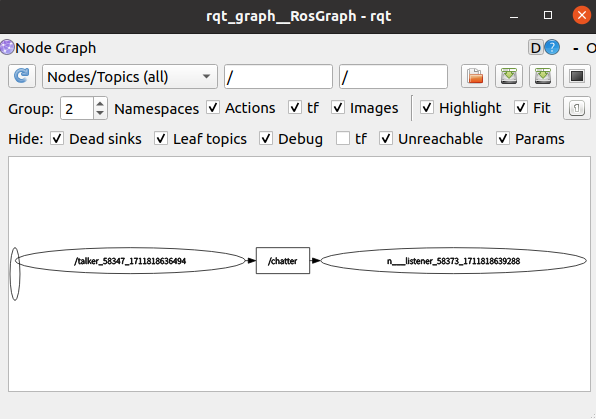 rqt_graph__RosGraph - rqt
Node Graph D ? - O
Nodes/Topics (all) / /
Group: 2 Namespaces Actions tf Images Highlight Fit
Hide: Dead sinks Leaf topics Debug tf Unreachable Params
/talker_58347_1711818636494 /chatter n___listener_58373_1711818639288